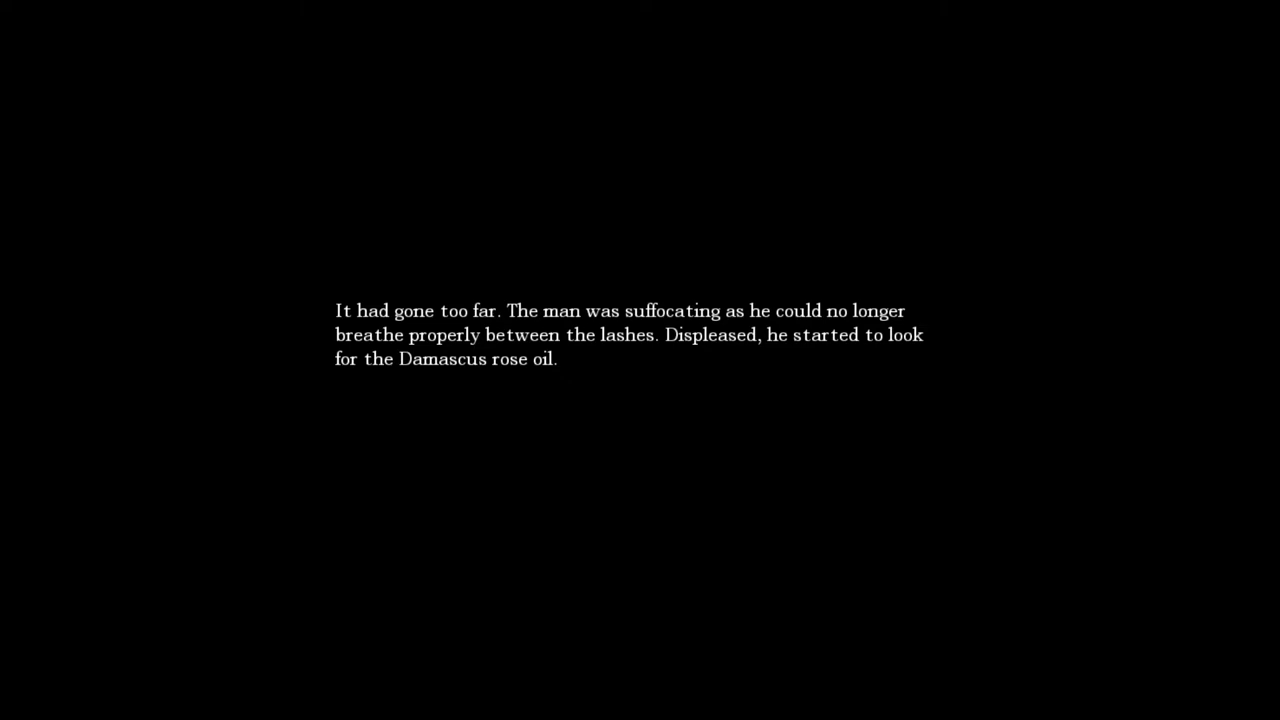 It had gone too far. The man was suffocating as he could no longer
breathe properly between the lashes. Displeased, he started to look
for the Damascus rose oil.